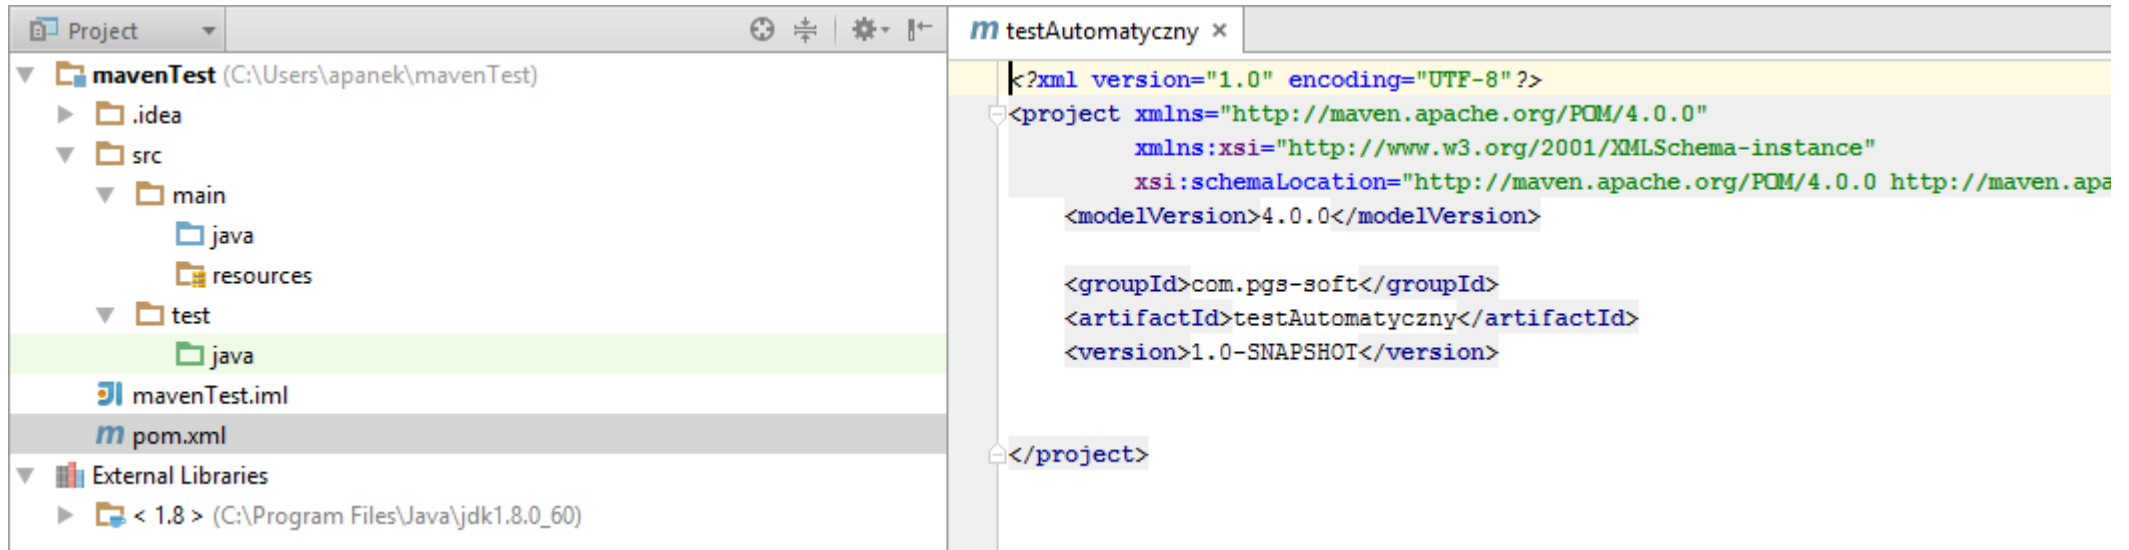 Project
mavenTest (C:\Users\apanek\mavenTest)
.idea
src
main
java
resources
test
java
mavenTest.iml
pom.xml
External Libraries
< 1.8 > (C:\Program Files\Java\jdk1.8.0_60)
testAutomatyczny
<?xml version="1.0" encoding="UTF-8"?>
<project xmlns="http://maven.apache.org/POM/4.0.0"
xmlns:xsi="http://www.w3.org/2001/XMLSchema-instance"
xsi:schemaLocation="http://maven.apache.org/POM/4.0.0 http://maven.apa
<modelVersion>4.0.0</modelVersion>
<groupId>com.pgs-soft</groupId>
<artifactId>testAutomatyczny</artifactId>
<version>1.0-SNAPSHOT</version>
</project>